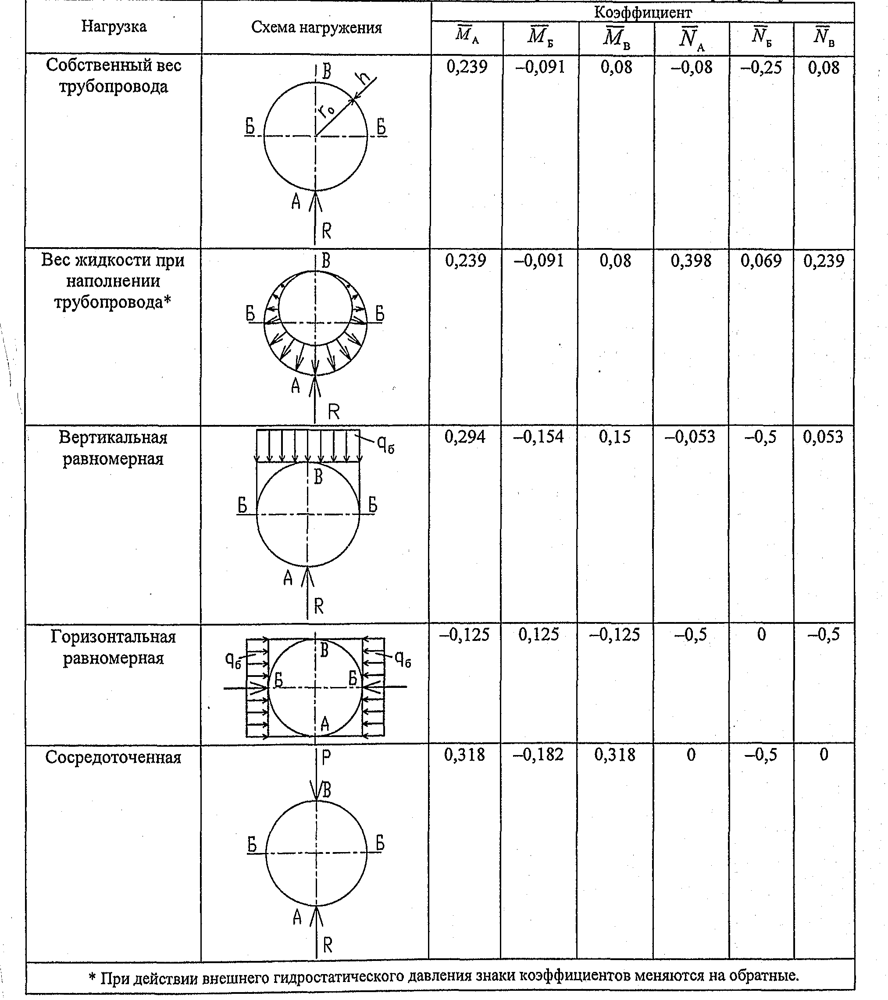 Коэффициент
Нагрузка Схема нагружения M̅А M̅Б M̅В N̅А N̅Б N̅В
Собственный вес 0,239 –0,091 0,08 –0,08 –0,25 0,08
трубопровода
В
h
r₀
Б Б
А
R
Вес жидкости при 0,239 –0,091 0,08 0,398 0,069 0,239
наполнении
трубопровода*
В
Б Б
А
R
Вертикальная 0,294 –0,154 0,15 –0,053 –0,5 0,053
равномерная
qб
В
Б Б
А
R
Горизонтальная –0,125 0,125 –0,125 –0,5 0 –0,5
равномерная
qб В qб
Б Б
А
Сосредоточенная 0,318 –0,182 0,318 0 –0,5 0
P
В
Б Б
А
R
* При действии внешнего гидростатического давления знаки коэффициентов меняются на обратные.